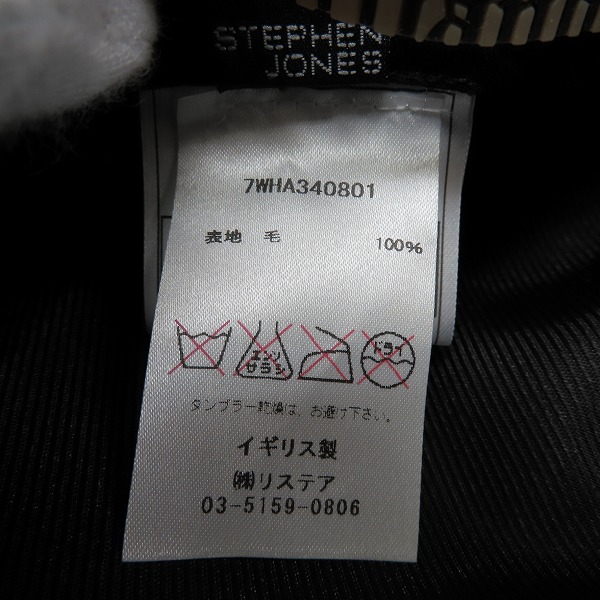 STEPHEN
JONES
7WHA340801
表地 毛 100%
エンソ
サラシ
ドライ
タンブラー乾燥は、お避け下さい。
イギリス製
㈱リステア
03-5159-0806